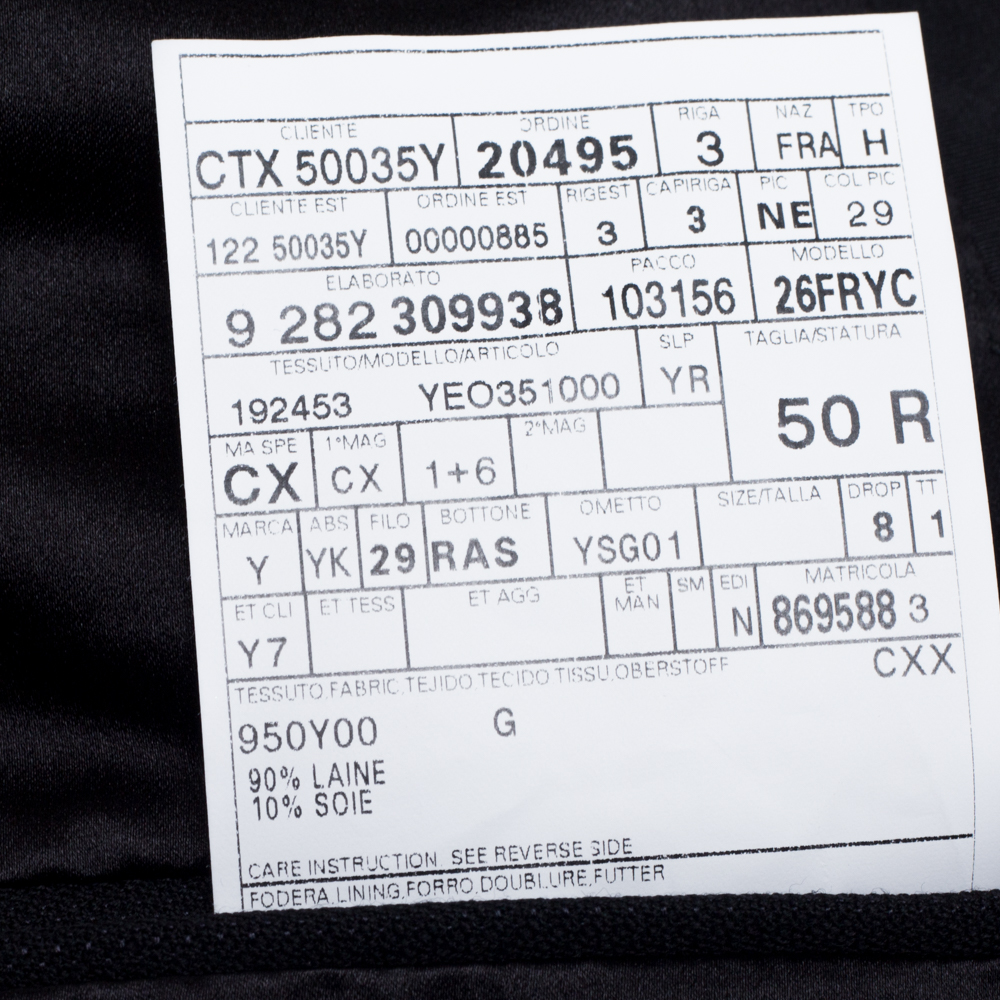 CLIENTE ORDINE RIGA NAZ TPO
CTX 50035Y 20495 3 FRA H
CLIENTE EST ORDINE EST RIGEST CAPIRIGA PIC COL PIC
122 50035Y 00000885 3 3 NE 29
ELABORATO PACCO MODELLO
9 282 309938 103156 26FRYC
TESSUTO/MODELLO/ARTICOLO SLP TAGLIA/STATURA
192453 YEO351000 YR 50 R
MA SPE 1°MAG 2°MAG
CX CX 1+6
MARCA ABS FILO BOTTONE OMETTO SIZE/TALLA DROP TT
Y YK 29 RAS YSG01 8 1
ET CLI ET TESS ET AGG ET MAN SM EDI MATRICOLA
Y7 N 869588 3
TESSUTO,FABRIC,TEJIDO,TECIDO,TISSU,OBERSTOFF CXX
950Y00 G
90% LAINE
10% SOIE
CARE INSTRUCTION, SEE REVERSE SIDE
FODERA,LINING,FORRO,DOUBLURE,FUTTER